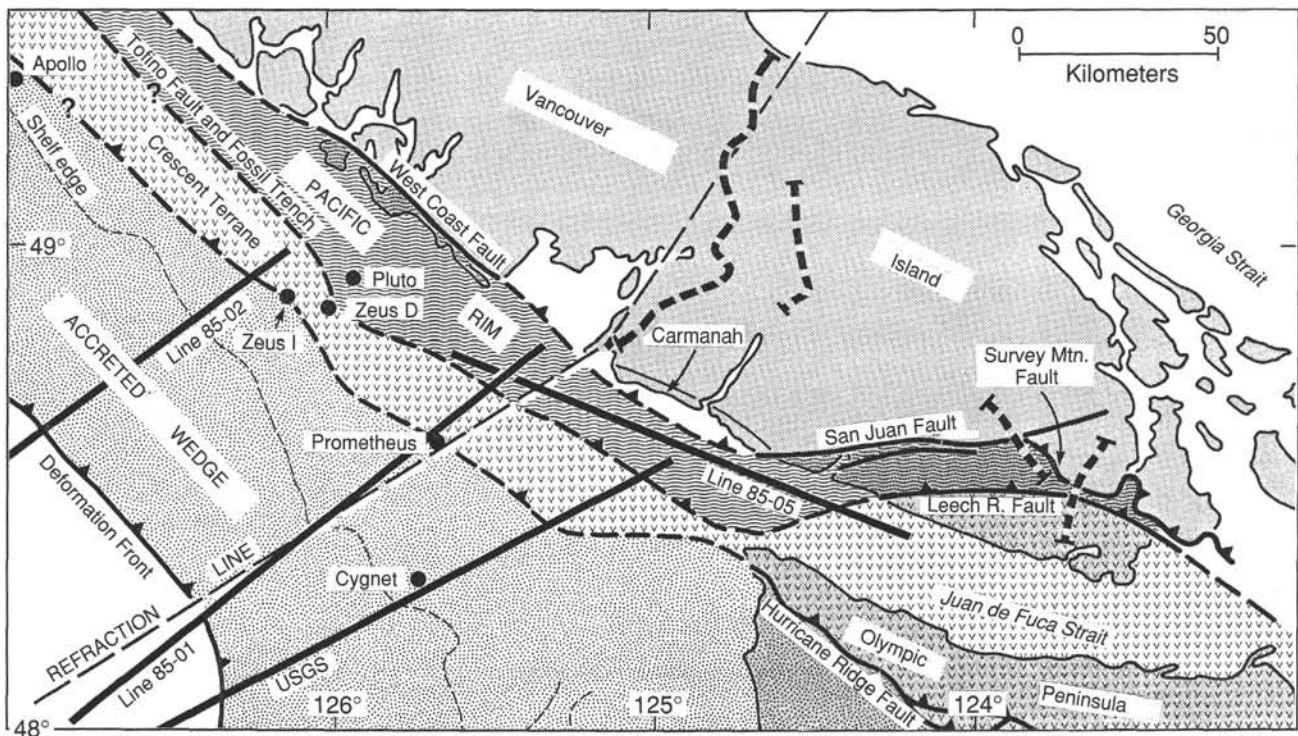 Apollo
?
?
Shelf edge
Tofino Fault and Fossil Trench
Crescent Terrane
PACIFIC
RIM
West Coast Fault
Vancouver
Island
0 50
Kilometers
Georgia Strait
49°
Pluto
Zeus D
Zeus I
Line 85-02
ACCRETED
WEDGE
Deformation Front
Prometheus
Carmanah
Survey Mtn.
Fault
San Juan Fault
Leech R. Fault
Line 85-05
Cygnet
REFRACTION LINE
Line 85-01
USGS
Juan de Fuca Strait
Hurricane Ridge Fault
Olympic
Peninsula
48°
126°
125°
124°